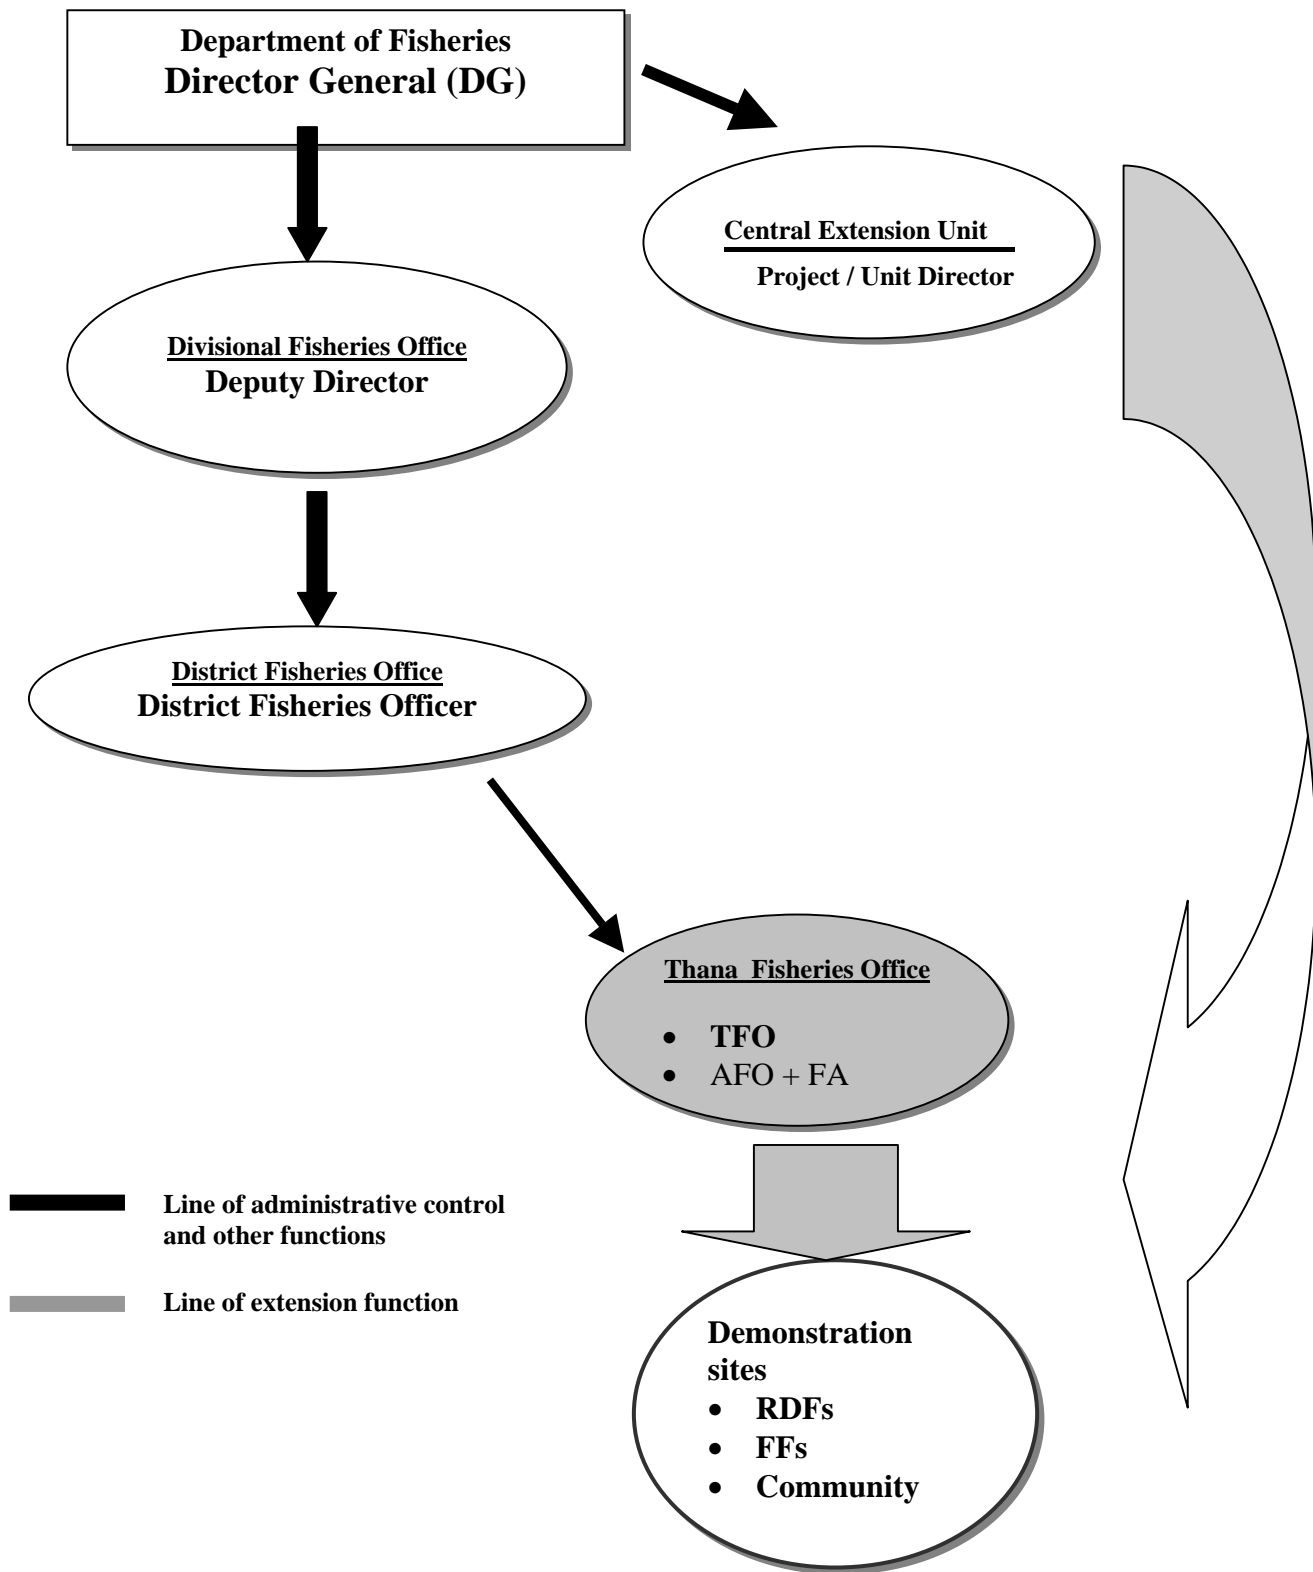 Department of Fisheries
Director General (DG)
Central Extension Unit
Project / Unit Director
Divisional Fisheries Office
Deputy Director
District Fisheries Office
District Fisheries Officer
Thana Fisheries Office
• TFO
• AFO + FA
Line of administrative control
and other functions
Line of extension function
Demonstration
sites
• RDFs
• FFs
• Community